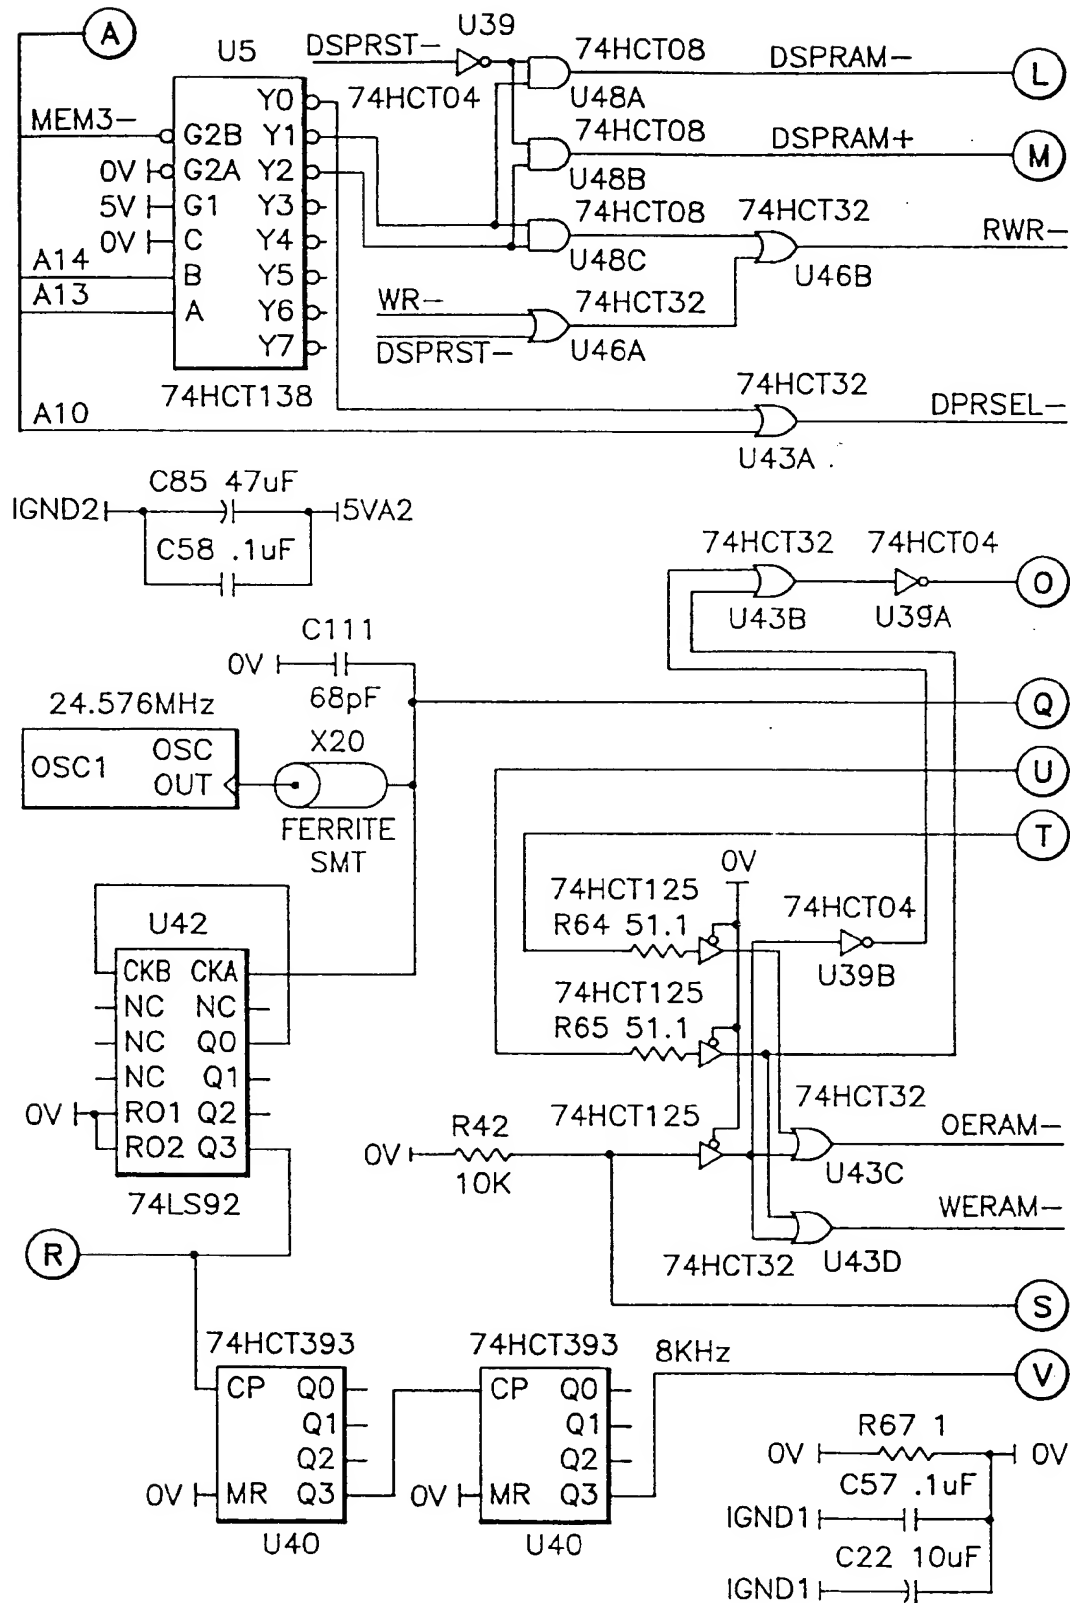 A
U5
DSPRST-
U39
74HCT04
74HCT08
DSPRAM-
L
U48A
74HCT08
DSPRAM+
M
U48B
74HCT08
U48C
74HCT32
RWR-
U46B
MEM3-
G2B
0V
G2A
5V
G1
0V
C
A14
B
A13
A
Y0
Y1
Y2
Y3
Y4
Y5
Y6
Y7
74HCT138
WR-
74HCT32
DSPRST-
U46A
A10
74HCT32
DPRSEL-
U43A
C85 47uF
IGND2
5VA2
C58 .1uF
74HCT32
74HCT04
O
U43B
U39A
C111
0V
68pF
Q
24.576MHz
OSC1
OSC
OUT
X20
FERRITE
SMT
U
T
0V
74HCT125
R64 51.1
74HCT04
U39B
74HCT125
R65 51.1
U42
CKB CKA
NC NC
NC Q0
NC Q1
0V
RO1 Q2
RO2 Q3
74LS92
74HCT125
R42
0V
10K
74HCT32
OERAM-
U43C
WERAM-
74HCT32
U43D
R
S
74HCT393
CP Q0
Q1
Q2
0V
MR Q3
U40
74HCT393
CP Q0
Q1
Q2
0V
MR Q3
U40
8KHz
V
R67 1
0V
0V
C57 .1uF
IGND1
C22 10uF
IGND1